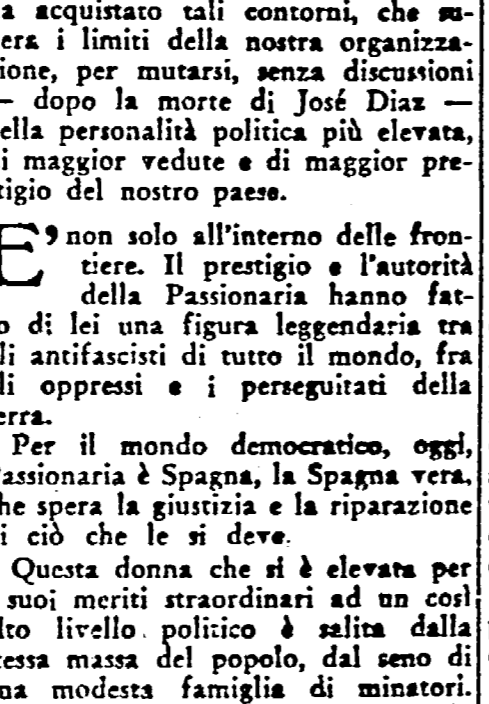 a acquistato tali contorni, che su-
era i limiti della nostra organizza-
ione, per mutarsi, senza discussioni
— dopo la morte di José Diaz —
ella personalità politica più elevata,
i maggior vedute e di maggior pre-
tigio del nostro paese.
E' non solo all'interno delle fron-
tiere. Il prestigio e l'autorità
della Passionaria hanno fat-
o di lei una figura leggendaria tra
li antifascisti di tutto il mondo, fra
li oppressi e i perseguitati della
erra.
Per il mondo democratico, oggi,
assionaria è Spagna, la Spagna vera,
he spera la giustizia e la riparazione
i ciò che le si deve.
Questa donna che si è elevata per
suoi meriti straordinari ad un così
lto livello politico è salita dalla
tessa massa del popolo, dal seno di
na modesta famiglia di minatori.